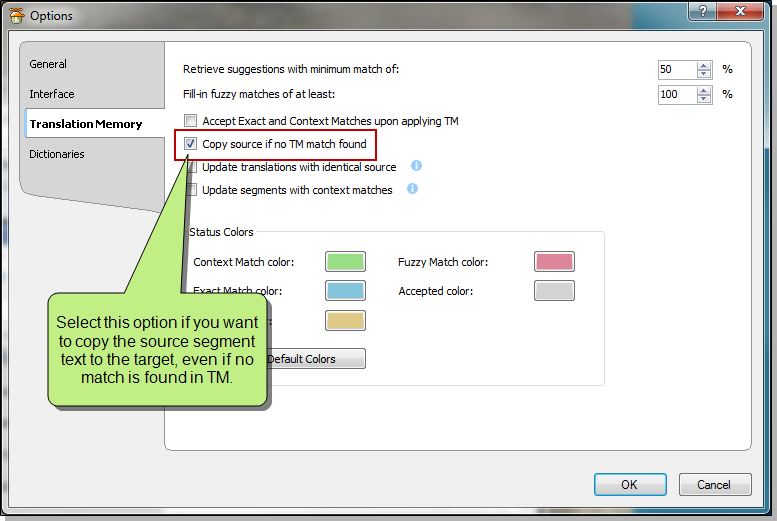 Options
?
X
General
Interface
Translation Memory
Dictionaries
Retrieve suggestions with minimum match of:
50 %
Fill-in fuzzy matches of at least:
100 %
Accept Exact and Context Matches upon applying TM
Copy source if no TM match found
Update translations with identical source
Update segments with context matches
Status Colors
Context Match color:
Fuzzy Match color:
Exact Match color:
Accepted color:
Default Colors
Select this option if you want
to copy the source segment
text to the target, even if no
match is found in TM.
OK
Cancel